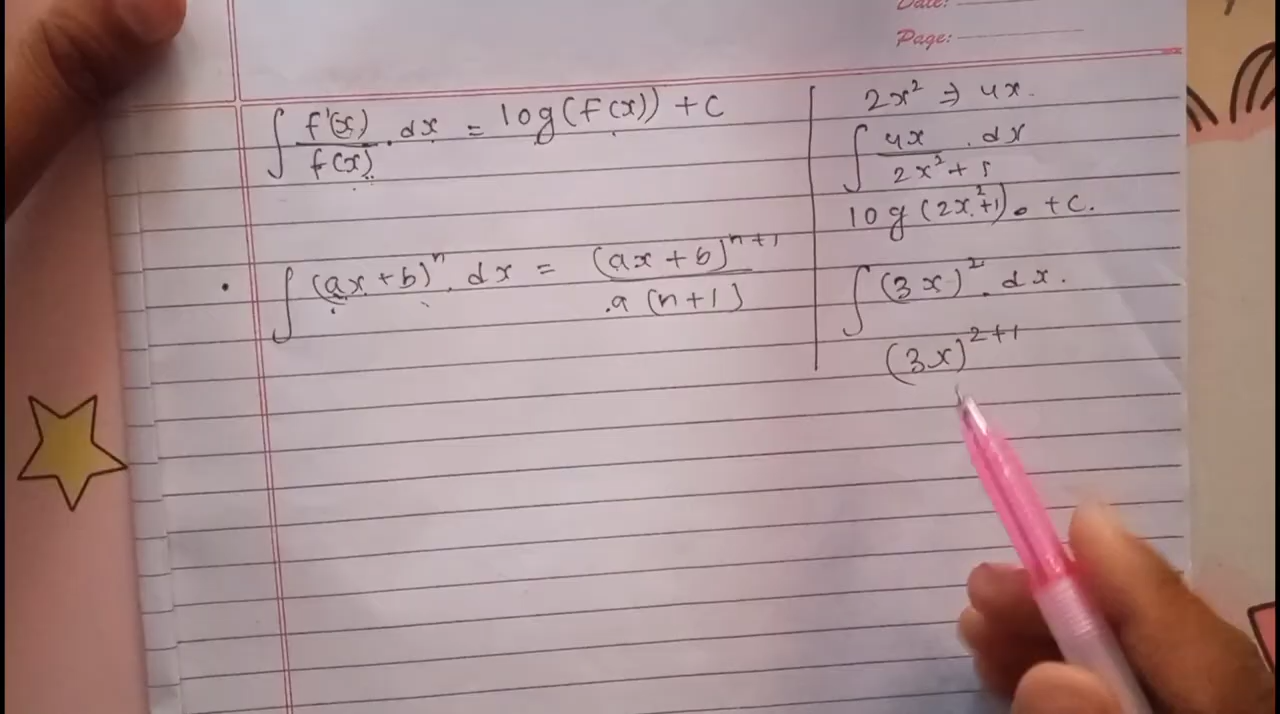 Date:
Page:
∫ f'(x)/f(x) . dx = log(f(x)) + c
∫ (ax+b)^n . dx = (ax+b)^{n+1} / .a (n+1)
2x² ⇒ 4x.
∫ 4x/2x²+1 . dx
log (2x²+1) . +c.
∫ (3x)² . dx.
(3x)^{2+1}